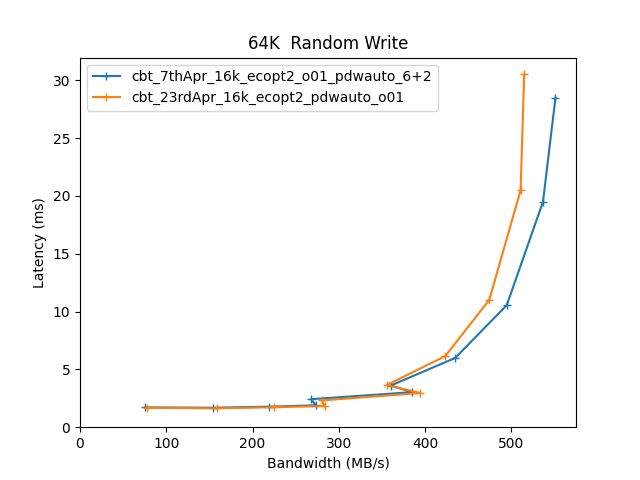 64K  Random Write
cbt_7thApr_16k_ecopt2_o01_pdwauto_6+2
cbt_23rdApr_16k_ecopt2_pdwauto_o01
30
25
20
15
10
5
0
Latency (ms)
0 100 200 300 400 500
Bandwidth (MB/s)